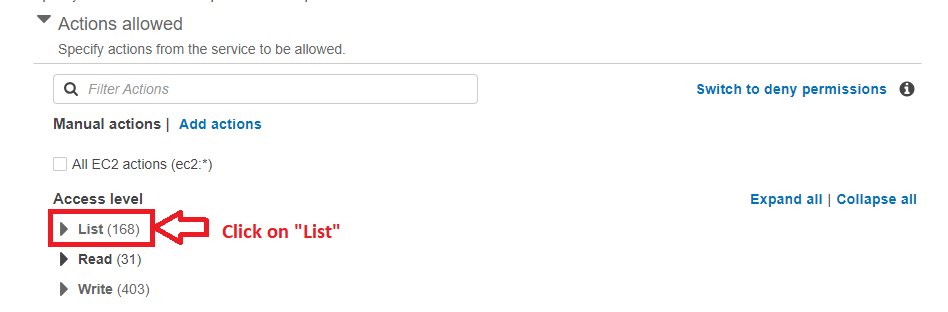 Actions allowed
Specify actions from the service to be allowed.
Filter Actions
Switch to deny permissions
Manual actions | Add actions
All EC2 actions (ec2:*)
Access level
Expand all | Collapse all
List (168)
Click on "List"
Read (31)
Write (403)